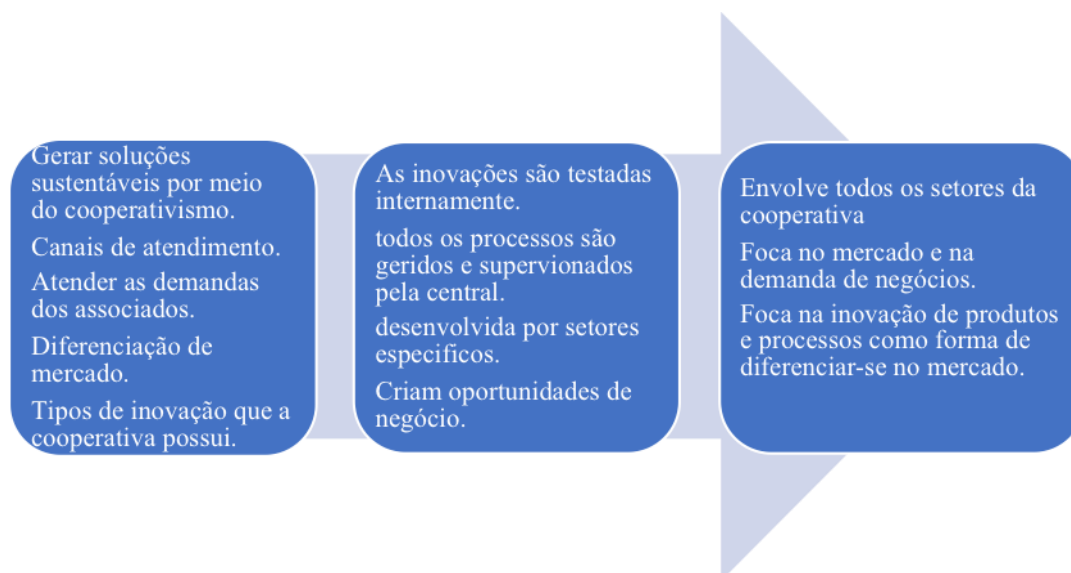 Gerar soluções
sustentáveis por meio
do cooperativismo.
Canais de atendimento.
Atender as demandas
dos associados.
Diferenciação de
mercado.
Tipos de inovação que a
cooperativa possui.
As inovações são testadas
internamente.
todos os processos são
geridos e supervionados
pela central.
desenvolvida por setores
especificos.
Criam oportunidades de
negócio.
Envolve todos os setores da
cooperativa
Foca no mercado e na
demanda de negócios.
Foca na inovação de produtos
e processos como forma de
diferenciar-se no mercado.